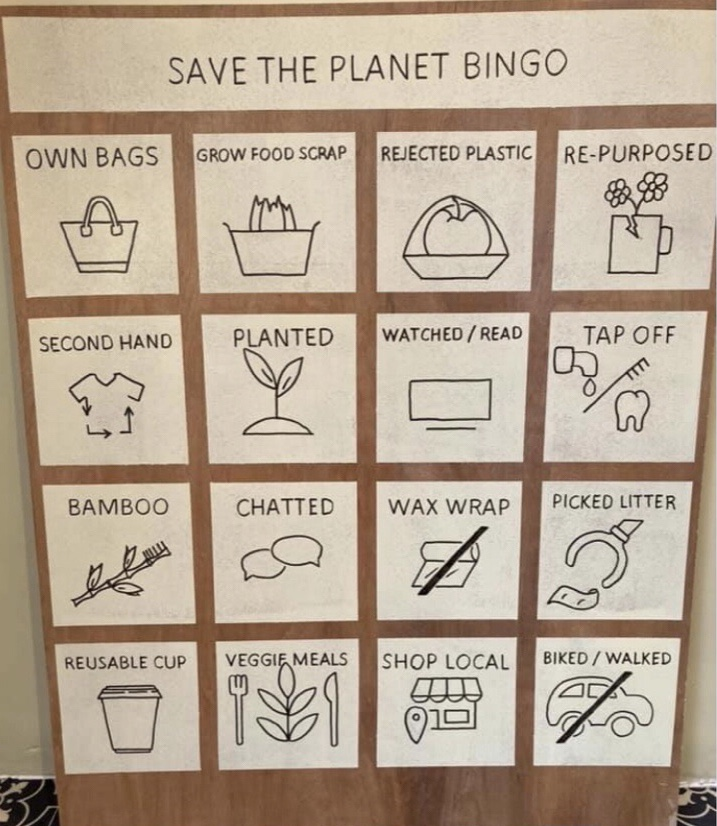 SAVE THE PLANET BINGO
OWN BAGS
GROW FOOD SCRAP
REJECTED PLASTIC
RE-PURPOSED
SECOND HAND
PLANTED
WATCHED / READ
TAP OFF
BAMBOO
CHATTED
WAX WRAP
PICKED LITTER
REUSABLE CUP
VEGGIE MEALS
SHOP LOCAL
BIKED / WALKED